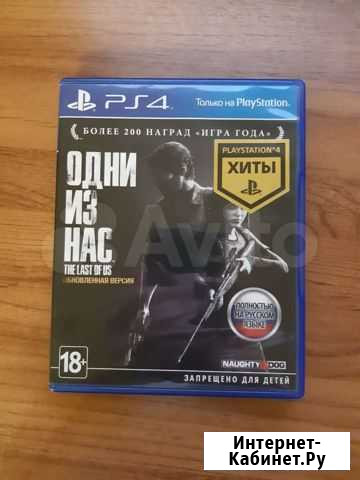 PS4
Только на PlayStation.
БОЛЕЕ 200 НАГРАД «ИГРА ГОДА»
PLAYSTATION®4
ХИТЫ
ОДНИ
ИЗ
НАС
THE LAST OF US
ОБНОВЛЕННАЯ ВЕРСИЯ
Avito
ПОЛНОСТЬЮ
НА РУССКОМ
ЯЗЫКЕ
18+
NAUGHTY DOG
ЗАПРЕЩЕНО ДЛЯ ДЕТЕЙ
Интернет-
Кабинет.Ру